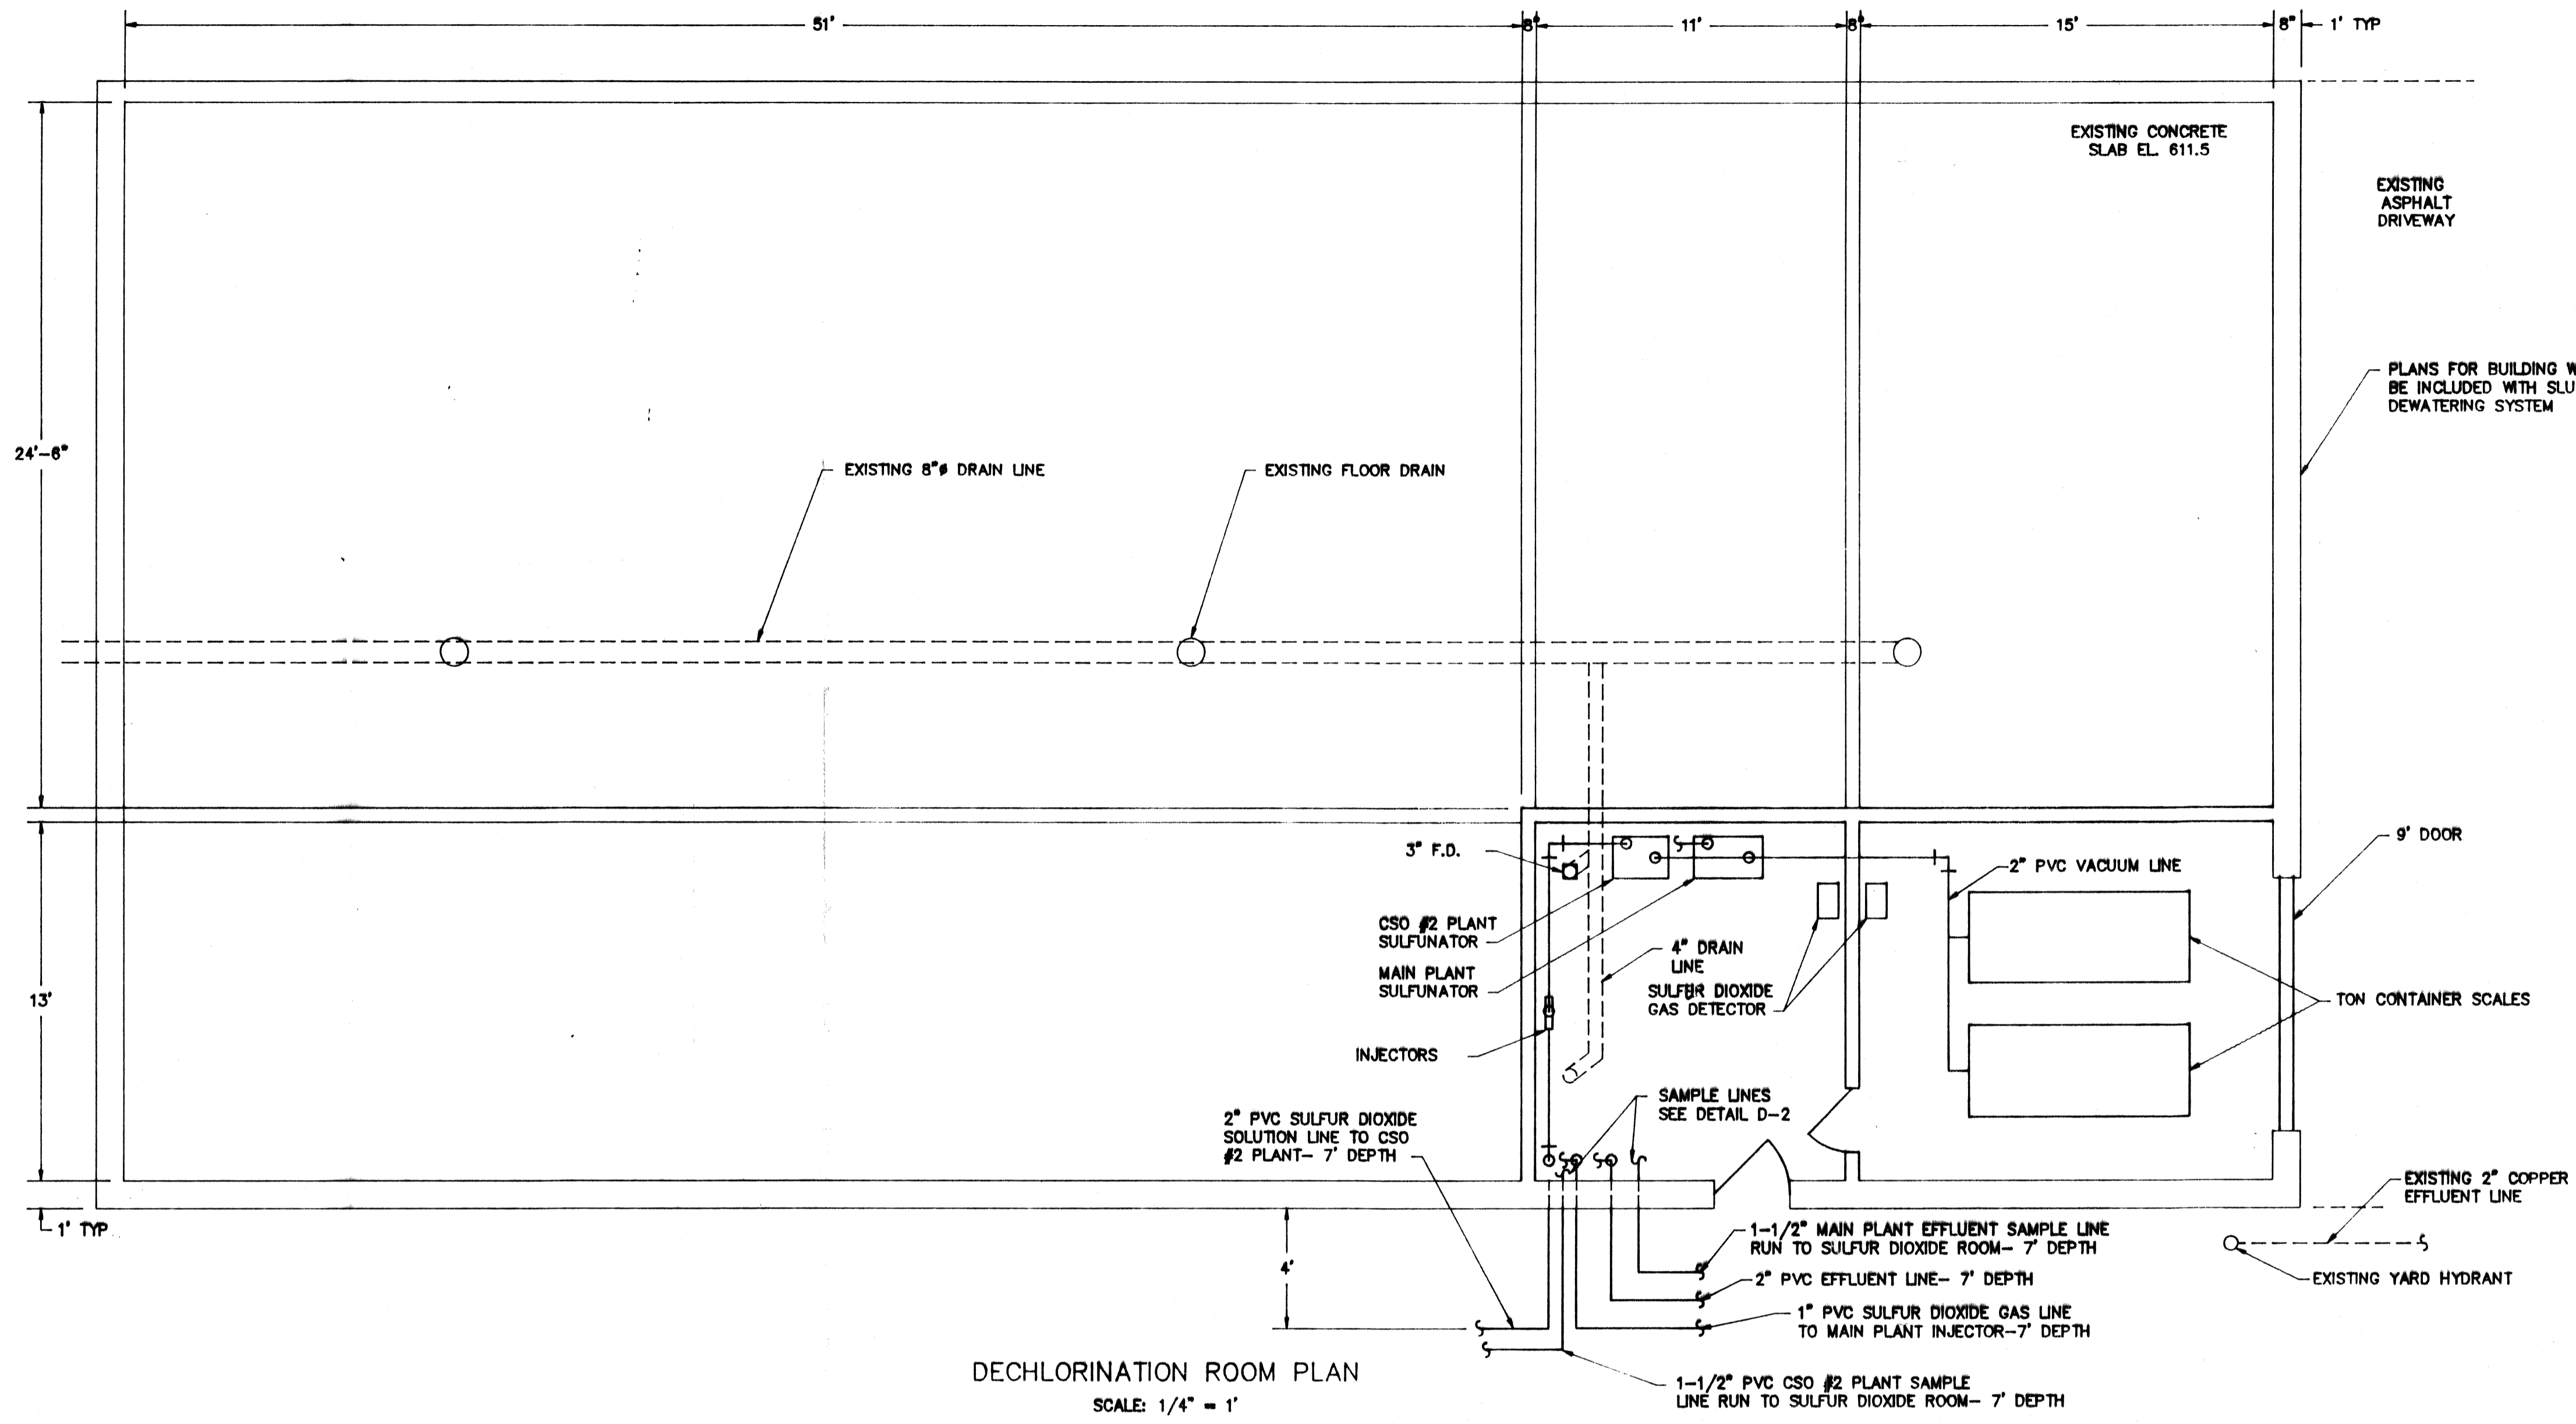 51'
8"
11'
8"
15'
8"
1' TYP
EXISTING CONCRETE
SLAB EL. 611.5
EXISTING
ASPHALT
DRIVEWAY
PLANS FOR BUILDING W
BE INCLUDED WITH SLU
DEWATERING SYSTEM
24'-6"
EXISTING 8"ø DRAIN LINE
EXISTING FLOOR DRAIN
3" F.D.
9' DOOR
2" PVC VACUUM LINE
CSO #2 PLANT
SULFUNATOR
4" DRAIN
LINE
MAIN PLANT
SULFUNATOR
SULFUR DIOXIDE
GAS DETECTOR
13'
TON CONTAINER SCALES
INJECTORS
SAMPLE LINES
SEE DETAIL D-2
2" PVC SULFUR DIOXIDE
SOLUTION LINE TO CSO
#2 PLANT- 7' DEPTH
EXISTING 2" COPPER
EFFLUENT LINE
1' TYP
1-1/2" MAIN PLANT EFFLUENT SAMPLE LINE
RUN TO SULFUR DIOXIDE ROOM- 7' DEPTH
4'
2" PVC EFFLUENT LINE- 7' DEPTH
EXISTING YARD HYDRANT
1" PVC SULFUR DIOXIDE GAS LINE
TO MAIN PLANT INJECTOR-7' DEPTH
DECHLORINATION ROOM PLAN
SCALE: 1/4" = 1'
1-1/2" PVC CSO #2 PLANT SAMPLE
LINE RUN TO SULFUR DIOXIDE ROOM- 7' DEPTH